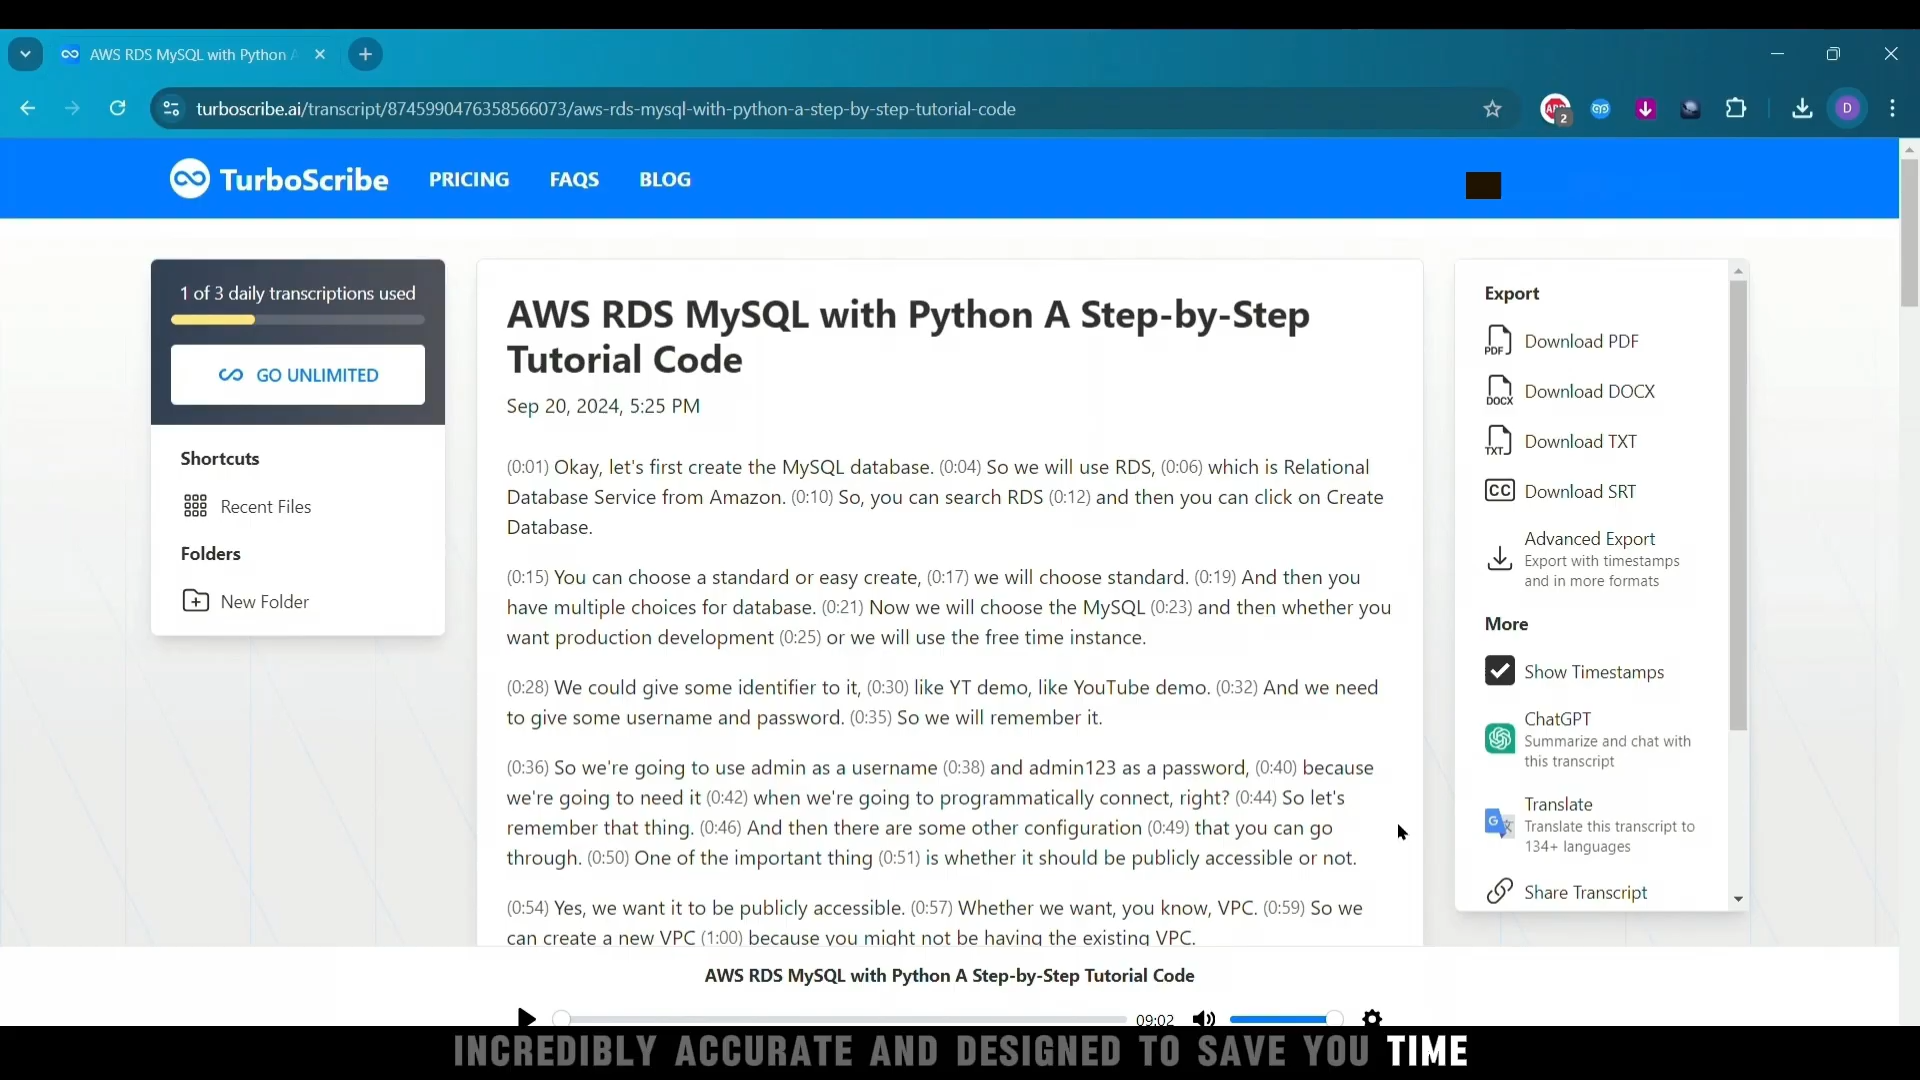 AWS RDS MySQL with Python A
turboscribe.ai/transcript/8745990476358566073/aws-rds-mysql-with-python-a-step-by-step-tutorial-code
2
D
TurboScribe
PRICING
FAQS
BLOG
1 of 3 daily transcriptions used
GO UNLIMITED
Shortcuts
Recent Files
Folders
New Folder
AWS RDS MySQL with Python A Step-by-Step
Tutorial Code
Sep 20, 2024, 5:25 PM
(0:01) Okay, let's first create the MySQL database. (0:04) So we will use RDS, (0:06) which is Relational
Database Service from Amazon. (0:10) So, you can search RDS (0:12) and then you can click on Create
Database.
(0:15) You can choose a standard or easy create, (0:17) we will choose standard. (0:19) And then you
have multiple choices for database. (0:21) Now we will choose the MySQL (0:23) and then whether you
want production development (0:25) or we will use the free time instance.
(0:28) We could give some identifier to it, (0:30) like YT demo, like YouTube demo. (0:32) And we need
to give some username and password. (0:35) So we will remember it.
(0:36) So we're going to use admin as a username (0:38) and admin123 as a password, (0:40) because
we're going to need it (0:42) when we're going to programmatically connect, right? (0:44) So let's
remember that thing. (0:46) And then there are some other configuration (0:49) that you can go
through. (0:50) One of the important thing (0:51) is whether it should be publicly accessible or not.
(0:54) Yes, we want it to be publicly accessible. (0:57) Whether we want, you know, VPC. (0:59) So we
can create a new VPC (1:00) because you might not be having the existing VPC.
Export
PDF
Download PDF
DOCX
Download DOCX
TXT
Download TXT
CC
Download SRT
Advanced Export
Export with timestamps
and in more formats
More
Show Timestamps
ChatGPT
Summarize and chat with
this transcript
Translate
Translate this transcript to
134+ languages
Share Transcript
AWS RDS MySQL with Python A Step-by-Step Tutorial Code
09:02
INCREDIBLY ACCURATE AND DESIGNED TO SAVE YOU TIME